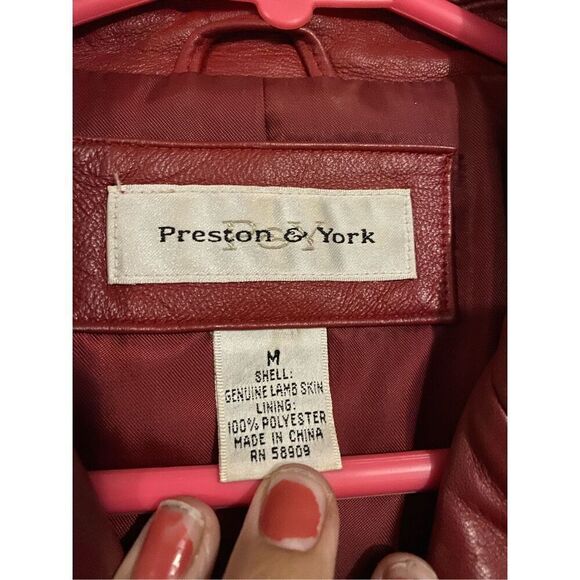 P&Y
Preston & York
M
SHELL:
GENUINE LAMB SKIN
LINING:
100% POLYESTER
MADE IN CHINA
RN 58909